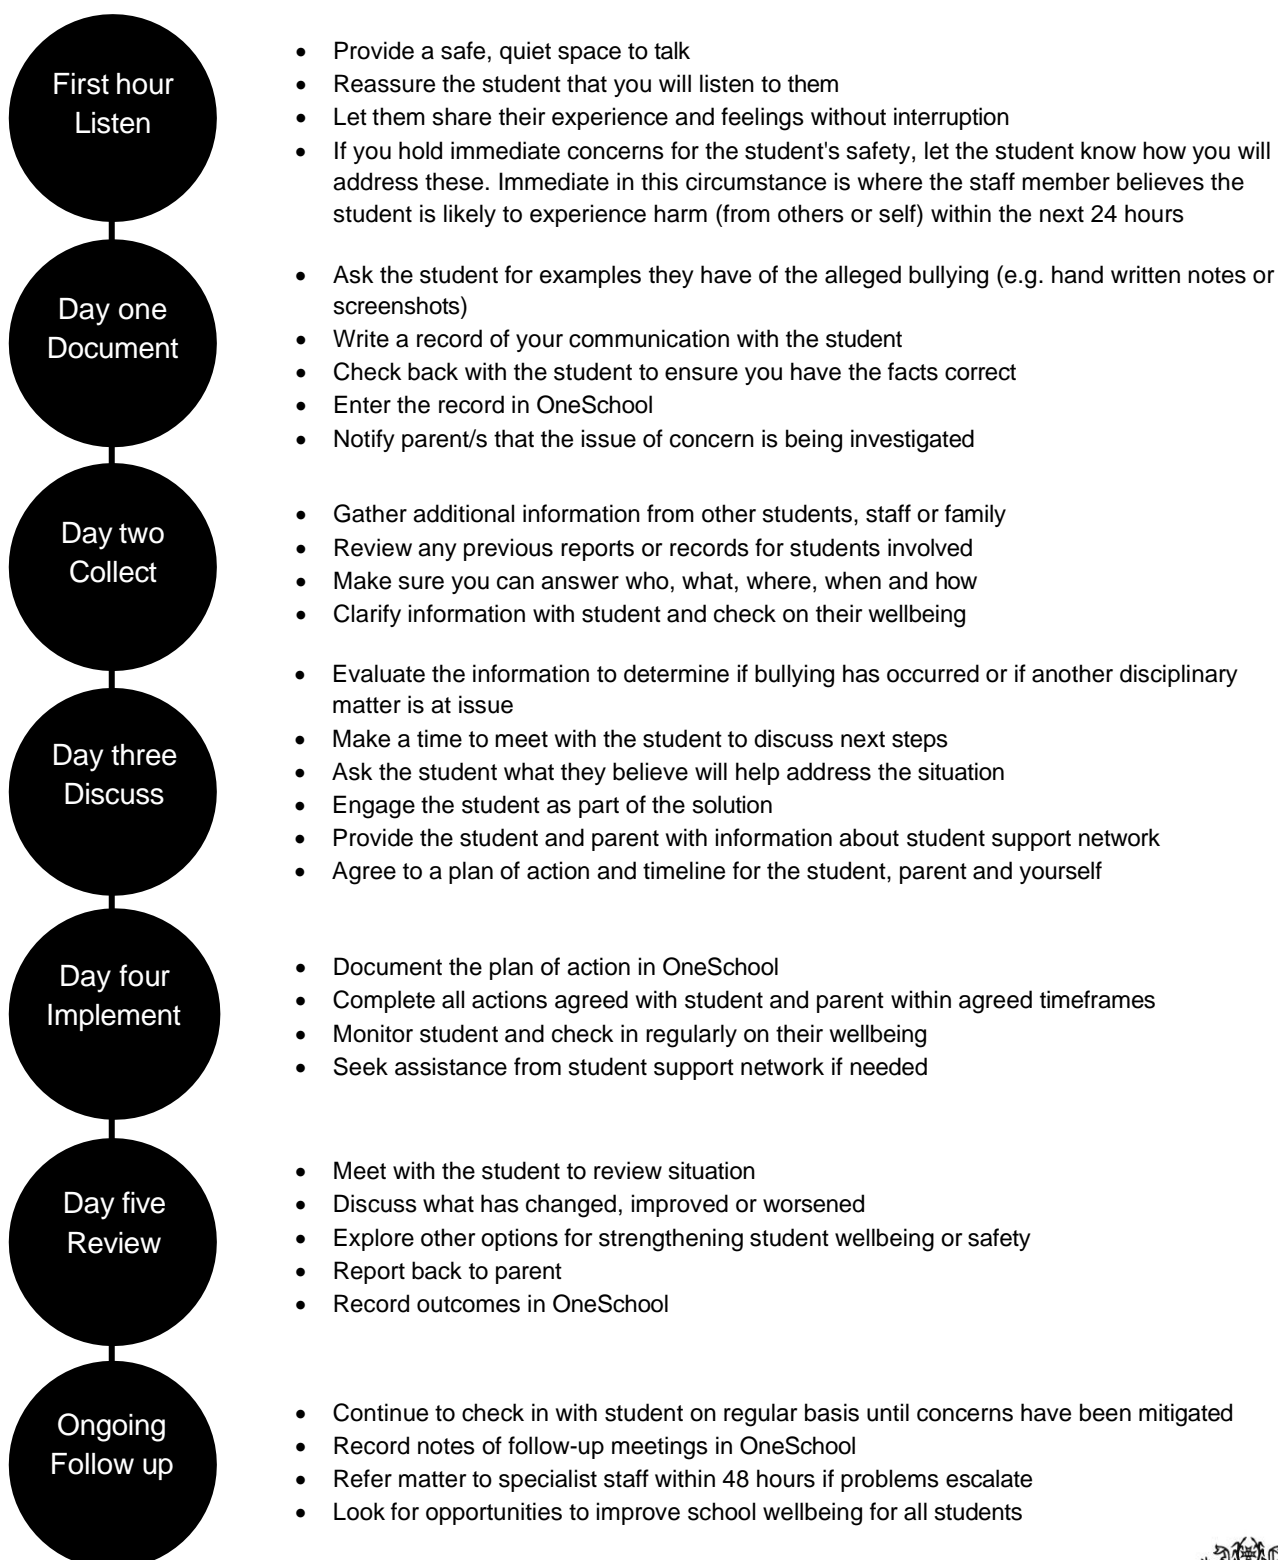 First hour
Listen
• Provide a safe, quiet space to talk
• Reassure the student that you will listen to them
• Let them share their experience and feelings without interruption
• If you hold immediate concerns for the student's safety, let the student know how you will
address these. Immediate in this circumstance is where the staff member believes the
student is likely to experience harm (from others or self) within the next 24 hours
Day one
Document
• Ask the student for examples they have of the alleged bullying (e.g. hand written notes or
screenshots)
• Write a record of your communication with the student
• Check back with the student to ensure you have the facts correct
• Enter the record in OneSchool
• Notify parent/s that the issue of concern is being investigated
Day two
Collect
• Gather additional information from other students, staff or family
• Review any previous reports or records for students involved
• Make sure you can answer who, what, where, when and how
• Clarify information with student and check on their wellbeing
Day three
Discuss
• Evaluate the information to determine if bullying has occurred or if another disciplinary
matter is at issue
• Make a time to meet with the student to discuss next steps
• Ask the student what they believe will help address the situation
• Engage the student as part of the solution
• Provide the student and parent with information about student support network
• Agree to a plan of action and timeline for the student, parent and yourself
Day four
Implement
• Document the plan of action in OneSchool
• Complete all actions agreed with student and parent within agreed timeframes
• Monitor student and check in regularly on their wellbeing
• Seek assistance from student support network if needed
Day five
Review
• Meet with the student to review situation
• Discuss what has changed, improved or worsened
• Explore other options for strengthening student wellbeing or safety
• Report back to parent
• Record outcomes in OneSchool
Ongoing
Follow up
• Continue to check in with student on regular basis until concerns have been mitigated
• Record notes of follow-up meetings in OneSchool
• Refer matter to specialist staff within 48 hours if problems escalate
• Look for opportunities to improve school wellbeing for all students